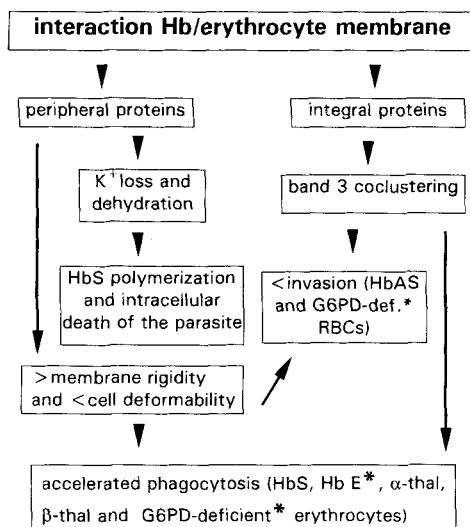 interaction Hb/erythrocyte membrane
peripheral proteins
integral proteins
K⁺loss and
dehydration
band 3 coclustering
HbS polymerization
and intracellular
death of the parasite
<invasion (HbAS
and G6PD-def.*
RBCs)
>membrane rigidity
and <cell deformability
accelerated phagocytosis (HbS, Hb E*, α-thal,
β-thal and G6PD-deficient* erythrocytes)